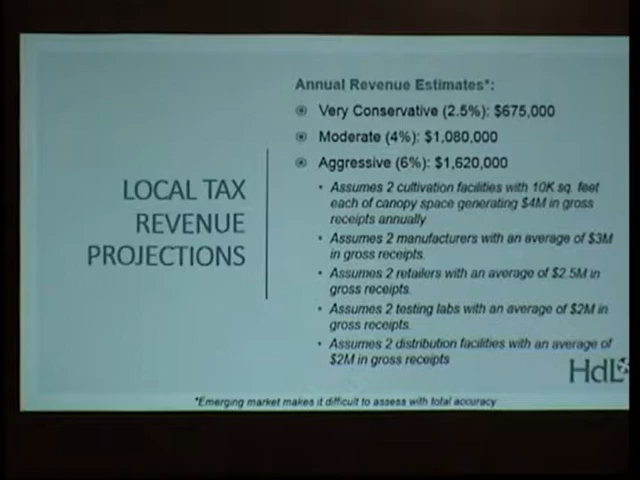 LOCAL TAX
REVENUE
PROJECTIONS
Annual Revenue Estimates*:
Very Conservative (2.5%): $675,000
Moderate (4%): $1,080,000
Aggressive (6%): $1,620,000
• Assumes 2 cultivation facilities with 10K sq. feet
each of canopy space generating $4M in gross
receipts annually
• Assumes 2 manufacturers with an average of $3M
in gross receipts.
• Assumes 2 retailers with an average of $2.5M in
gross receipts.
• Assumes 2 testing labs with an average of $2M in
gross receipts.
• Assumes 2 distribution facilities with an average of
$2M in gross receipts
HdL
*Emerging market makes it difficult to assess with total accuracy